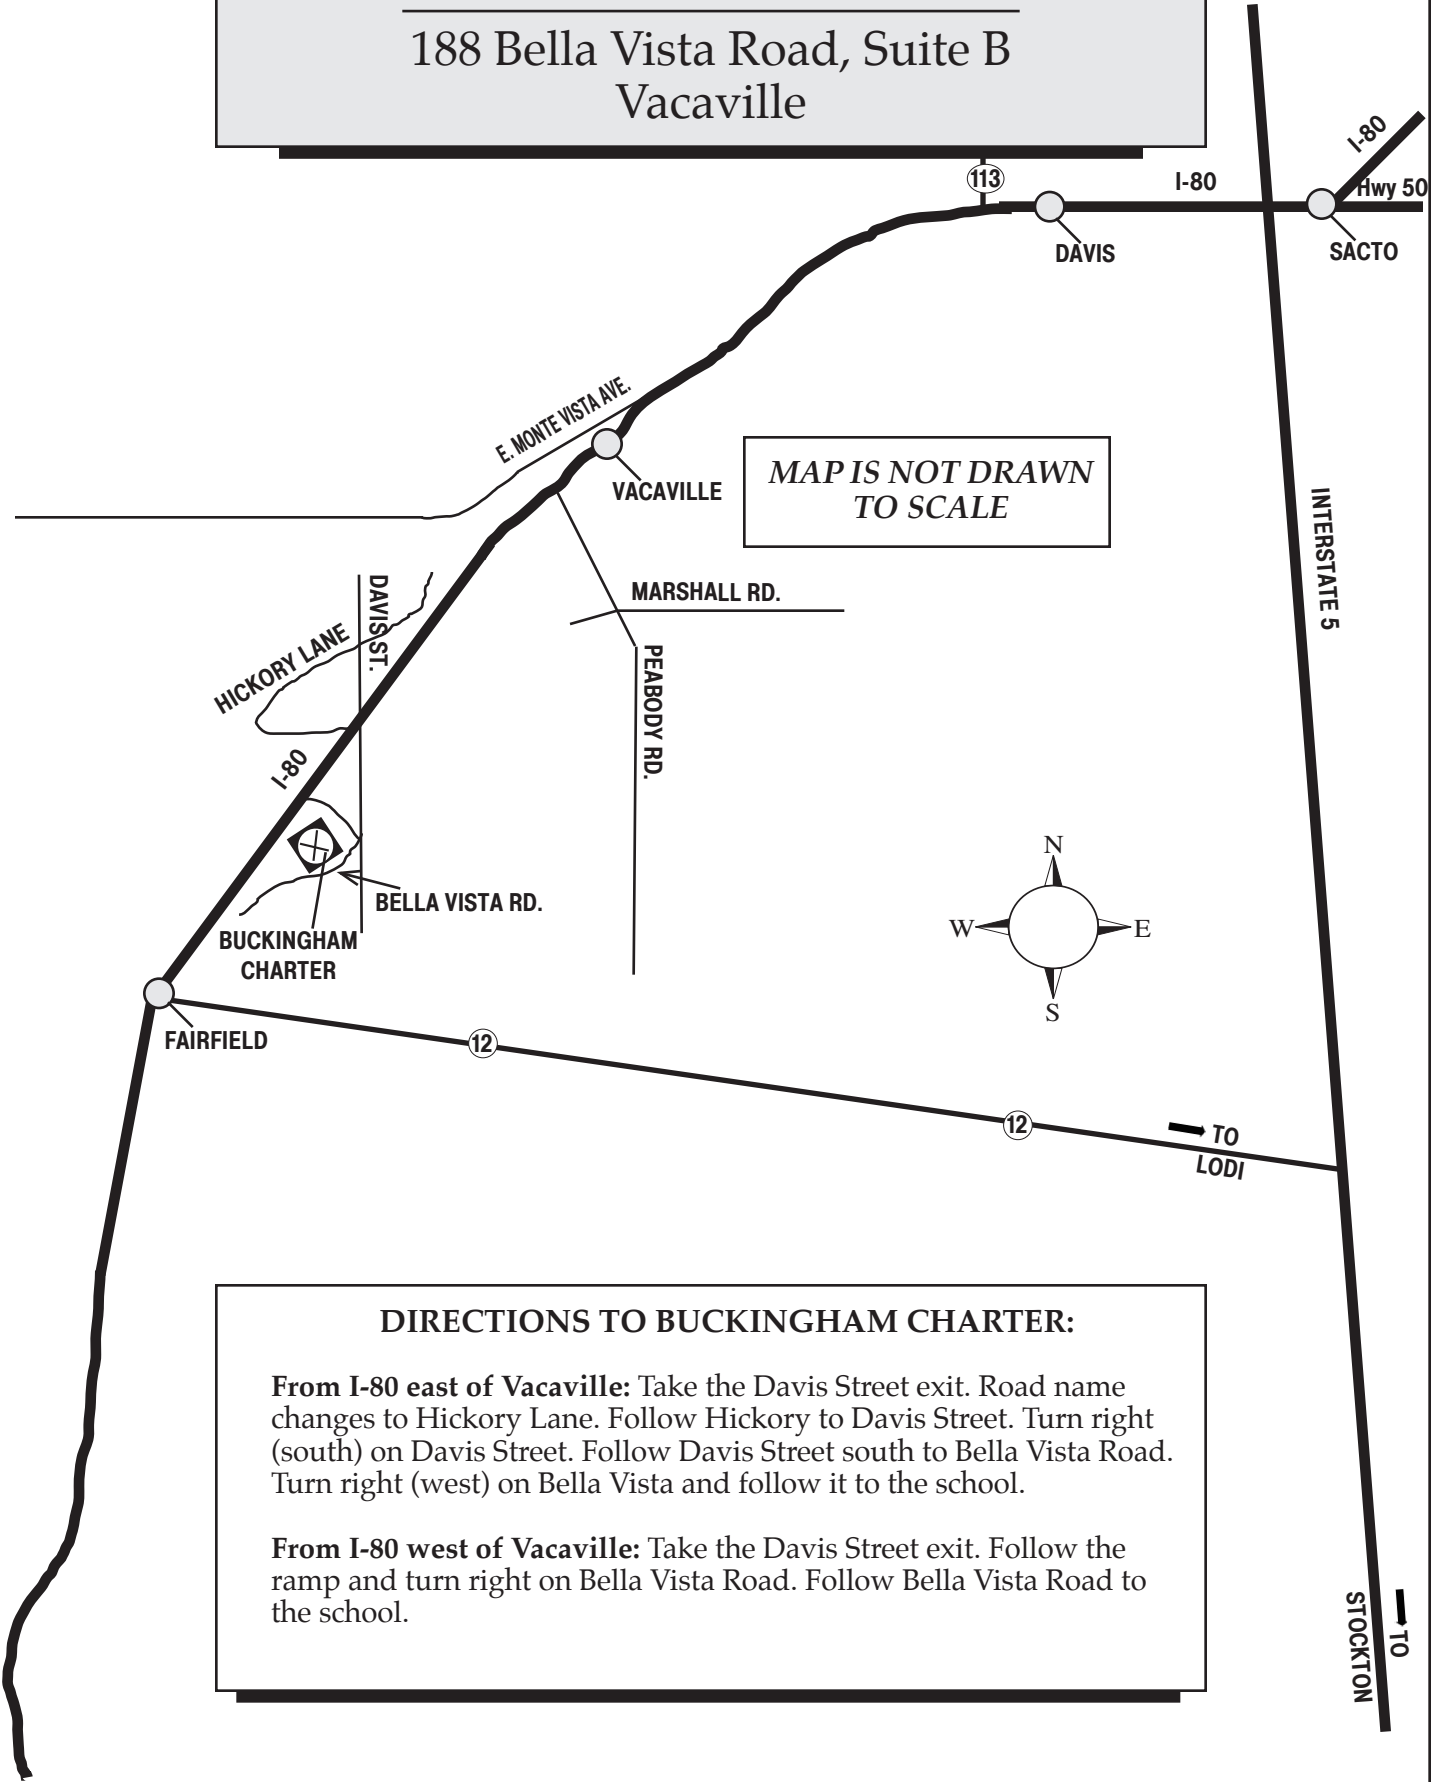 188 Bella Vista Road, Suite B
Vacaville
I-80
113
I-80
Hwy 50
DAVIS
SACTO
E. MONTE VISTA AVE.
VACAVILLE
MAP IS NOT DRAWN
TO SCALE
INTERSTATE 5
DAVIS ST.
MARSHALL RD.
HICKORY LANE
PEABODY RD.
I-80
N
BELLA VISTA RD.
W
E
BUCKINGHAM
CHARTER
S
FAIRFIELD
12
12
TO
LODI
DIRECTIONS TO BUCKINGHAM CHARTER:
From I-80 east of Vacaville: Take the Davis Street exit. Road name
changes to Hickory Lane. Follow Hickory to Davis Street. Turn right
(south) on Davis Street. Follow Davis Street south to Bella Vista Road.
Turn right (west) on Bella Vista and follow it to the school.
From I-80 west of Vacaville: Take the Davis Street exit. Follow the
ramp and turn right on Bella Vista Road. Follow Bella Vista Road to
the school.
TO
STOCKTON